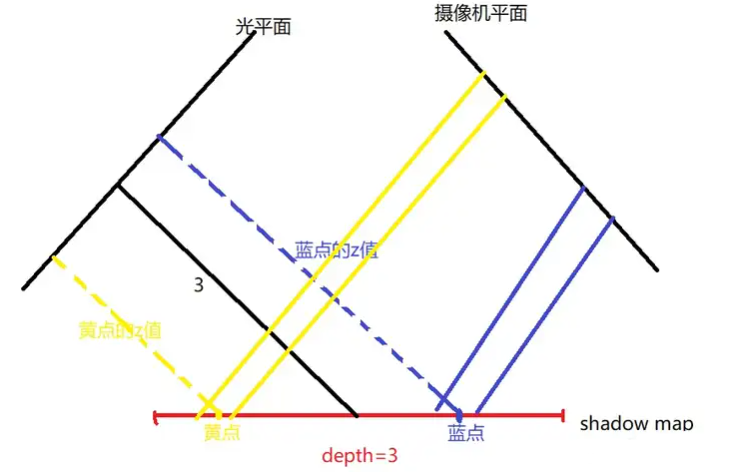 光平面
摄像机平面
蓝点的z值
3
黄点的z值
黄点
蓝点
shadow map
depth=3